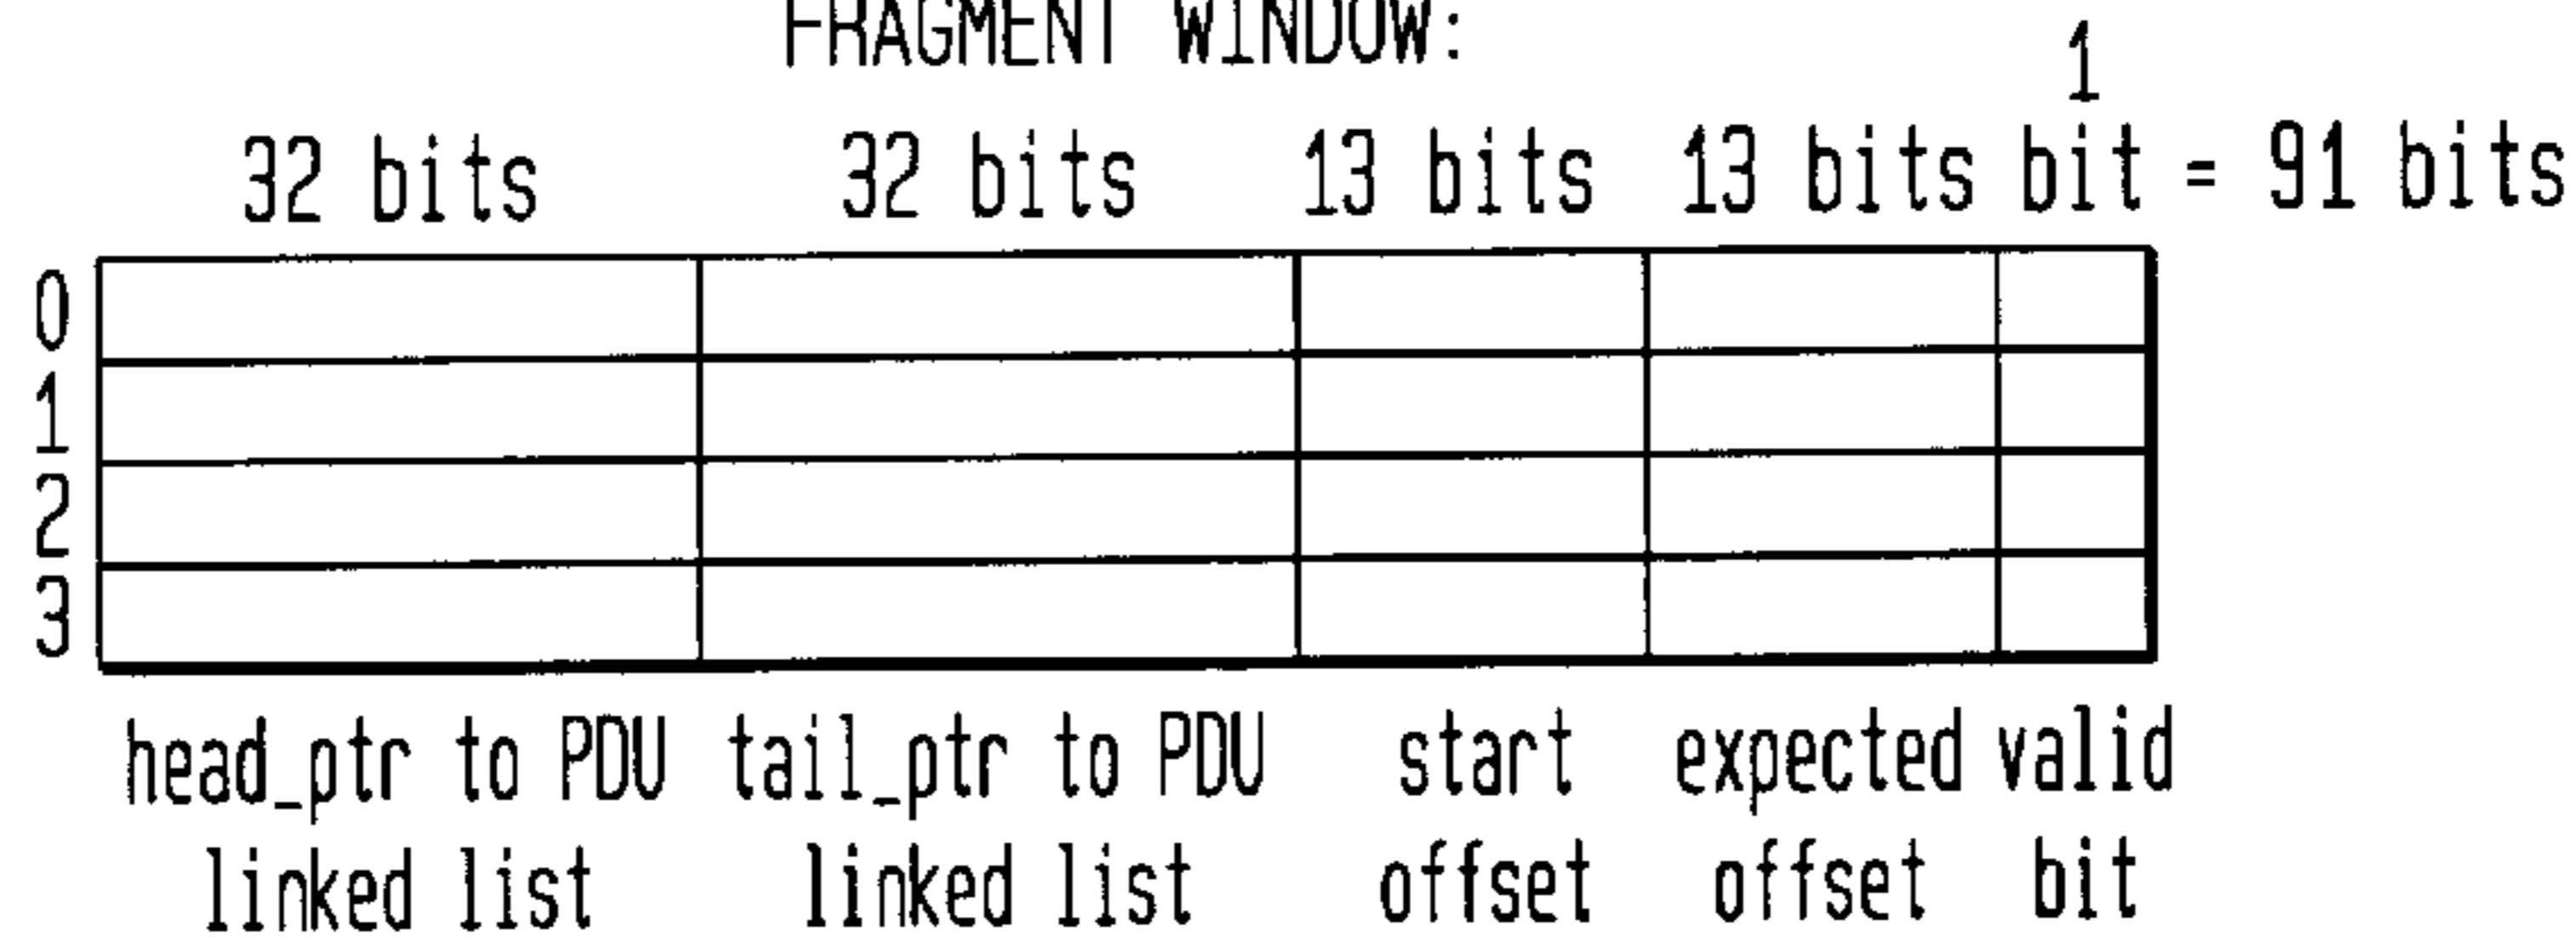 FRAGMENT WINDOW:
1
32 bits 32 bits 13 bits 13 bits bit = 91 bits
0
1
2
3
head_ptr to PDU tail_ptr to PDU start expected valid
linked list linked list offset offset bit